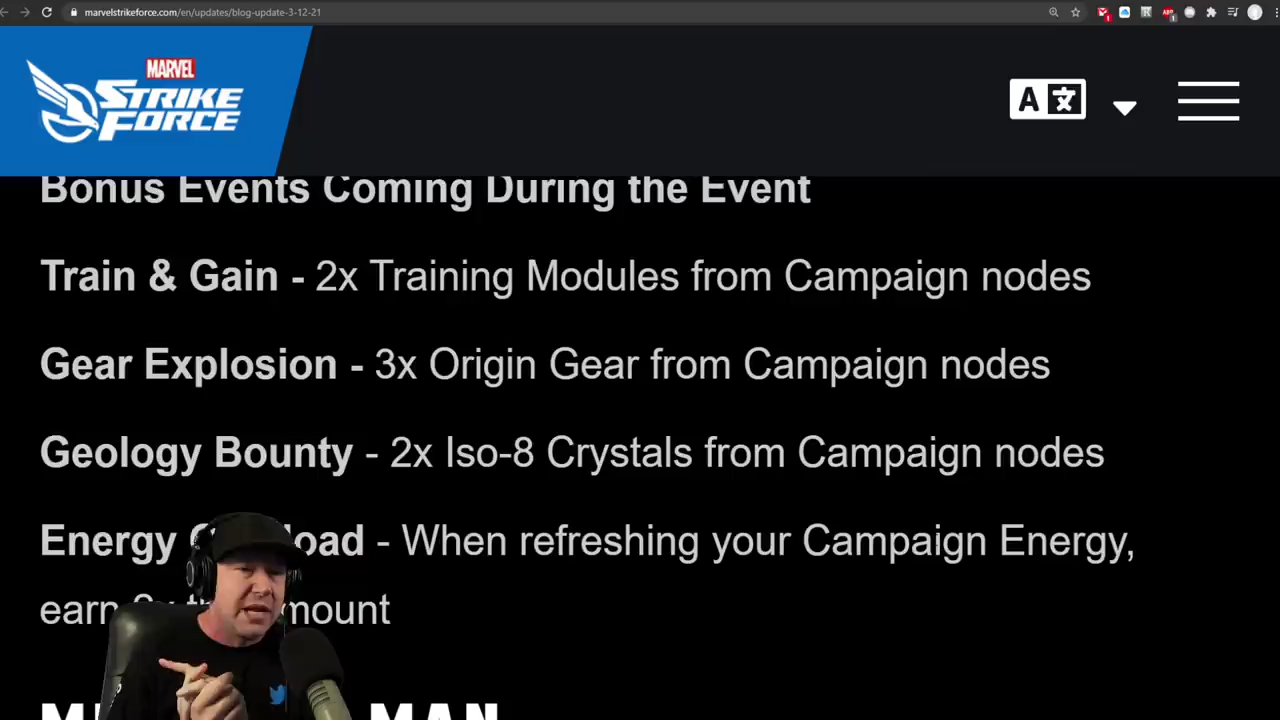 marvelstrikeforce.com/en/updates/blog-update-3-12-21
MARVEL
STRIKE
FORCE
A
Bonus Events Coming During the Event
Train & Gain - 2x Training Modules from Campaign nodes
Gear Explosion - 3x Origin Gear from Campaign nodes
Geology Bounty - 2x Iso-8 Crystals from Campaign nodes
Energy - When refreshing your Campaign Energy,
earn
MAN